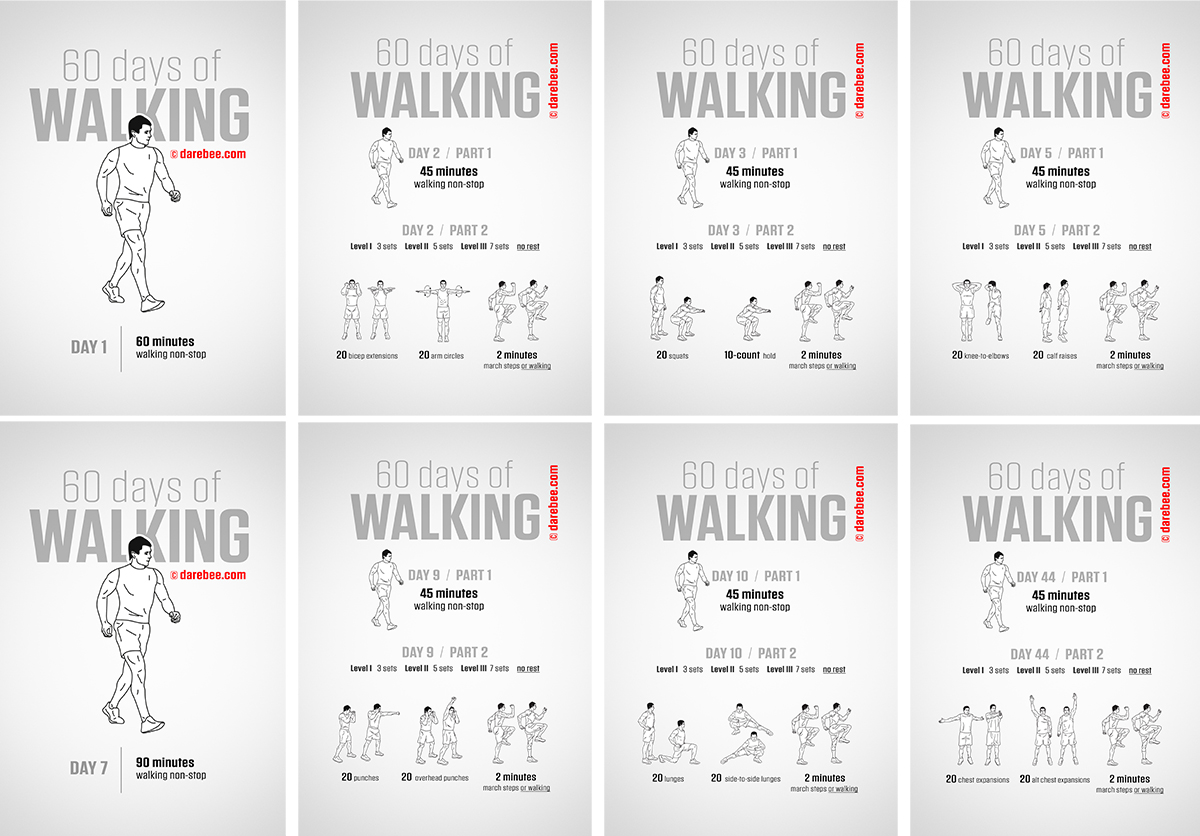 60 days of
WALKING
© darebee.com
DAY 1
60 minutes
walking non-stop
60 days of
WALKING
© darebee.com
DAY 2 / PART 1
45 minutes
walking non-stop
DAY 2 / PART 2
Level I 3 sets Level II 5 sets Level III 7 sets no rest
20 bicep extensions
20 arm circles
2 minutes
march steps or walking
60 days of
WALKING
© darebee.com
DAY 3 / PART 1
45 minutes
walking non-stop
DAY 3 / PART 2
Level I 3 sets Level II 5 sets Level III 7 sets no rest
20 squats
10-count hold
2 minutes
march steps or walking
60 days of
WALKING
© darebee.com
DAY 5 / PART 1
45 minutes
walking non-stop
DAY 5 / PART 2
Level I 3 sets Level II 5 sets Level III 7 sets no rest
20 knee-to-elbows
20 calf raises
2 minutes
march steps or walking
60 days of
WALKING
© darebee.com
DAY 7
90 minutes
walking non-stop
60 days of
WALKING
© darebee.com
DAY 9 / PART 1
45 minutes
walking non-stop
DAY 9 / PART 2
Level I 3 sets Level II 5 sets Level III 7 sets no rest
20 punches
20 overhead punches
2 minutes
march steps or walking
60 days of
WALKING
© darebee.com
DAY 10 / PART 1
45 minutes
walking non-stop
DAY 10 / PART 2
Level I 3 sets Level II 5 sets Level III 7 sets no rest
20 lunges
20 side-to-side lunges
2 minutes
march steps or walking
60 days of
WALKING
© darebee.com
DAY 44 / PART 1
45 minutes
walking non-stop
DAY 44 / PART 2
Level I 3 sets Level II 5 sets Level III 7 sets no rest
20 chest expansions
20 alt chest expansions
2 minutes
march steps or walking